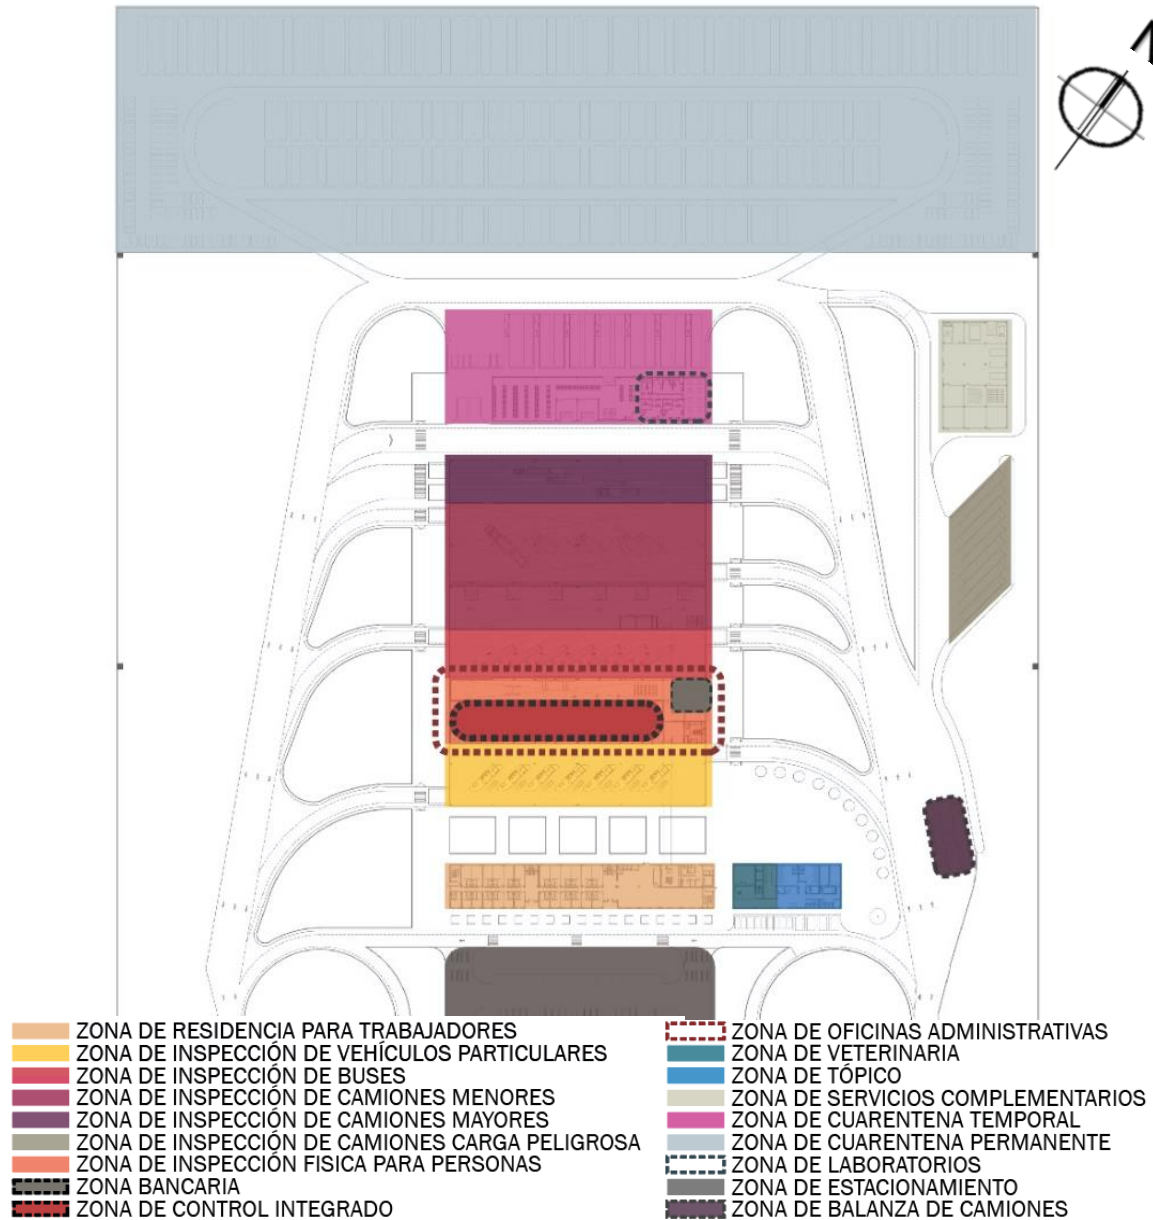 N
ZONA DE RESIDENCIA PARA TRABAJADORES
ZONA DE INSPECCIÓN DE VEHÍCULOS PARTICULARES
ZONA DE INSPECCIÓN DE BUSES
ZONA DE INSPECCIÓN DE CAMIONES MENORES
ZONA DE INSPECCIÓN DE CAMIONES MAYORES
ZONA DE INSPECCIÓN DE CAMIONES CARGA PELIGROSA
ZONA DE INSPECCIÓN FISICA PARA PERSONAS
ZONA BANCARIA
ZONA DE CONTROL INTEGRADO
ZONA DE OFICINAS ADMINISTRATIVAS
ZONA DE VETERINARIA
ZONA DE TÓPICO
ZONA DE SERVICIOS COMPLEMENTARIOS
ZONA DE CUARENTENA TEMPORAL
ZONA DE CUARENTENA PERMANENTE
ZONA DE LABORATORIOS
ZONA DE ESTACIONAMIENTO
ZONA DE BALANZA DE CAMIONES